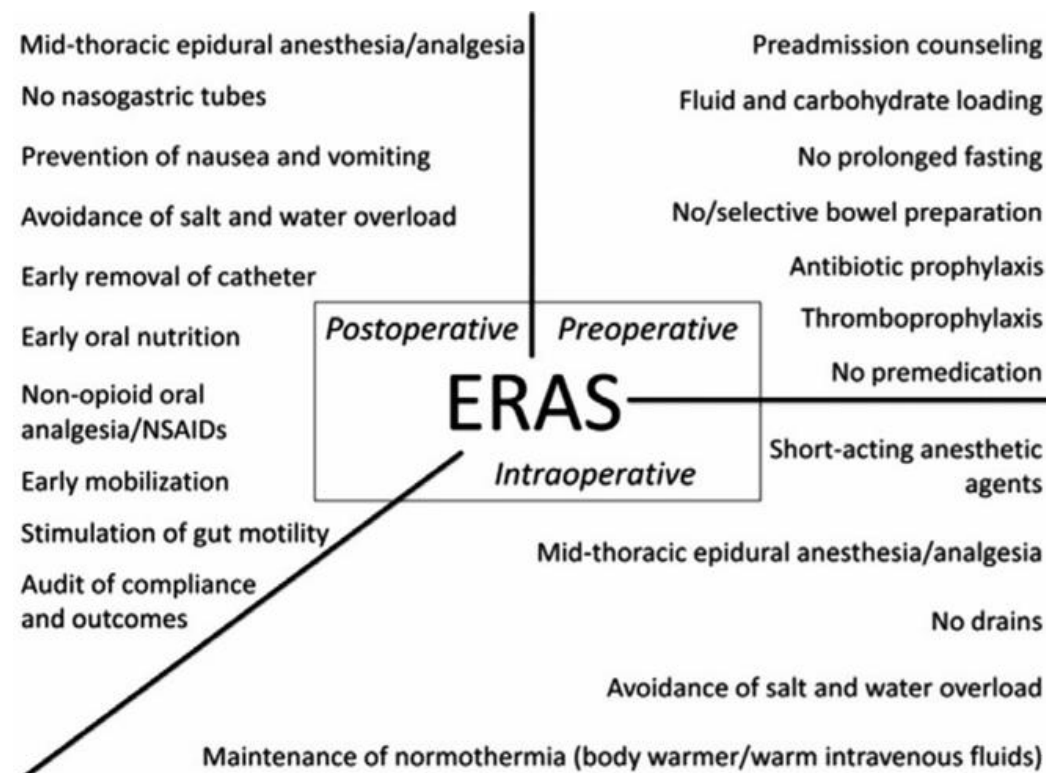 Mid-thoracic epidural anesthesia/analgesia
No nasogastric tubes
Prevention of nausea and vomiting
Avoidance of salt and water overload
Early removal of catheter
Early oral nutrition
Non-opioid oral
analgesia/NSAIDs
Early mobilization
Stimulation of gut motility
Audit of compliance
and outcomes
Preadmission counseling
Fluid and carbohydrate loading
No prolonged fasting
No/selective bowel preparation
Antibiotic prophylaxis
Thromboprophylaxis
No premedication
Postoperative
Preoperative
ERAS
Intraoperative
Short-acting anesthetic
agents
Mid-thoracic epidural anesthesia/analgesia
No drains
Avoidance of salt and water overload
Maintenance of normothermia (body warmer/warm intravenous fluids)